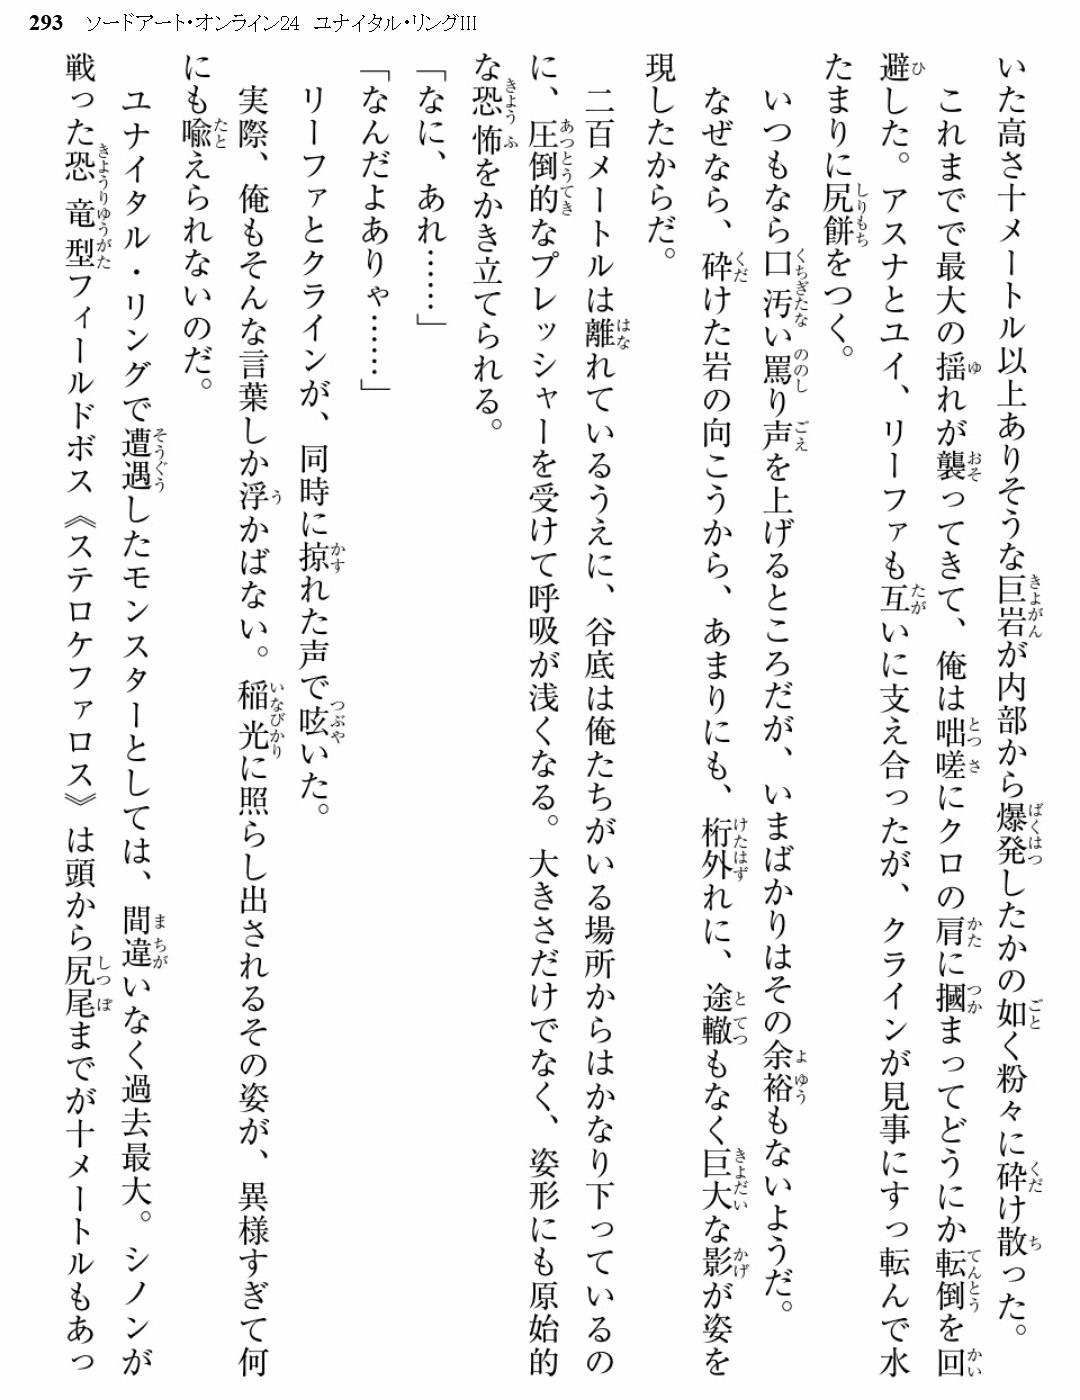 293　ソードアート・オンライン24　ユナイタル・リングⅢ
いた高さ十メートル以上ありそうな巨岩が内部から爆発したかの如く粉々に砕け散った。
　これまでで最大の揺れが襲ってきて、俺は咄嗟にクロの肩に摑まってどうにか転倒を回
避した。アスナとユイ、リーファも互いに支え合ったが、クラインが見事にすっ転んで水
たまりに尻餅をつく。
　いつもなら口汚い罵り声を上げるところだが、いまばかりはその余裕もないようだ。
　なぜなら、砕けた岩の向こうから、あまりにも、桁外れに、途轍もなく巨大な影が姿を
現したからだ。
　二百メートルは離れているうえに、谷底は俺たちがいる場所からはかなり下っているの
に、圧倒的なプレッシャーを受けて呼吸が浅くなる。大きさだけでなく、姿形にも原始的
な恐怖をかき立てられる。
「なに、あれ……」
「なんだよありゃ……」
　リーファとクラインが、同時に掠れた声で呟いた。
　実際、俺もそんな言葉しか浮かばない。稲光に照らし出されるその姿が、異様すぎて何
にも喩えられないのだ。
　ユナイタル・リングで遭遇したモンスターとしては、間違いなく過去最大。シノンが
戦った恐竜型フィールドボス《ステロケファロス》は頭から尻尾までが十メートルもあっ